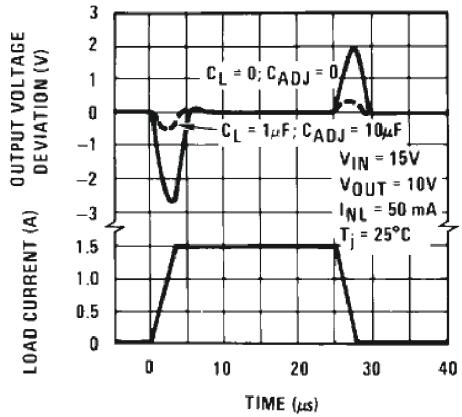 OUTPUT VOLTAGE
DEVIATION (V)
3
2
1
0
−1
−2
−3
C_L = 0; C_ADJ = 0
C_L = 1μF; C_ADJ = 10μF
V_IN = 15V
V_OUT = 10V
I_NL = 50 mA
T_j = 25°C
LOAD CURRENT (A)
1.5
1.0
0.5
0
0
10
20
30
40
TIME (μs)